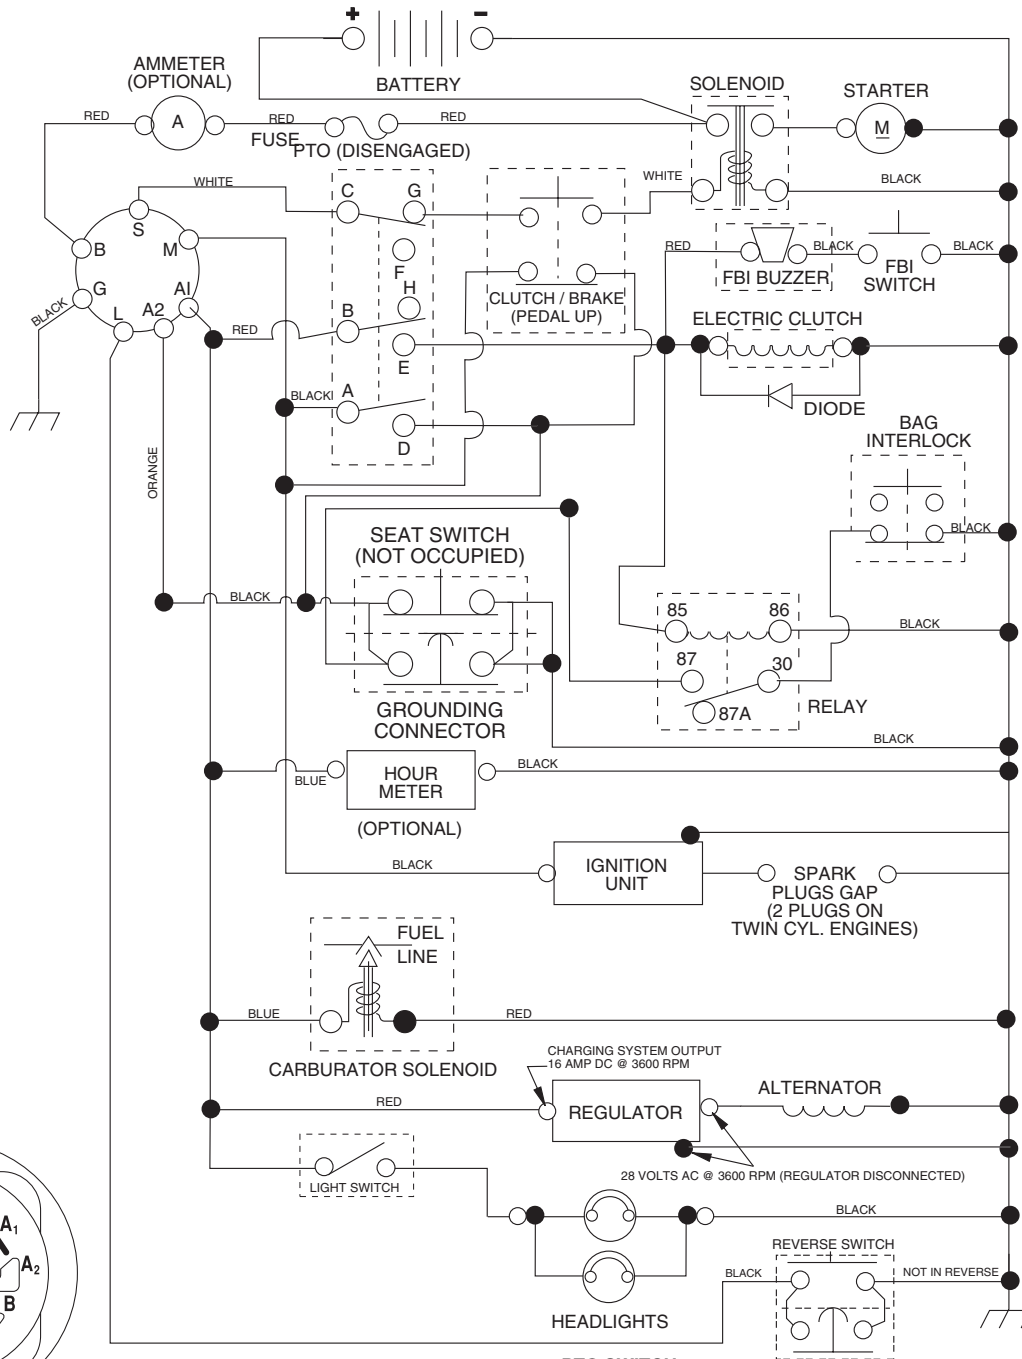 + -
BATTERY
AMMETER
(OPTIONAL)
SOLENOID
STARTER
RED
A
RED
FUSE
RED
PTO (DISENGAGED)
M
WHITE
WHITE
BLACK
C
G
S
B
M
F
H
RED
BLACK
BLACK
FBI BUZZER
FBI
SWITCH
CLUTCH / BRAKE
(PEDAL UP)
G
L
A2
A1
BLACK
RED
B
E
ELECTRIC CLUTCH
DIODE
BLACK
A
D
BAG
INTERLOCK
ORANGE
BLACK
SEAT SWITCH
(NOT OCCUPIED)
BLACK
85
86
BLACK
87
30
87A
RELAY
GROUNDING
CONNECTOR
BLACK
BLUE
HOUR
METER
BLACK
(OPTIONAL)
BLACK
IGNITION
UNIT
SPARK
PLUGS GAP
(2 PLUGS ON
TWIN CYL. ENGINES)
FUEL
LINE
BLUE
RED
CARBURATOR SOLENOID
CHARGING SYSTEM OUTPUT
16 AMP DC @ 3600 RPM
RED
REGULATOR
ALTERNATOR
28 VOLTS AC @ 3600 RPM (REGULATOR DISCONNECTED)
LIGHT SWITCH
BLACK
A1
A2
B
REVERSE SWITCH
BLACK
NOT IN REVERSE
HEADLIGHTS